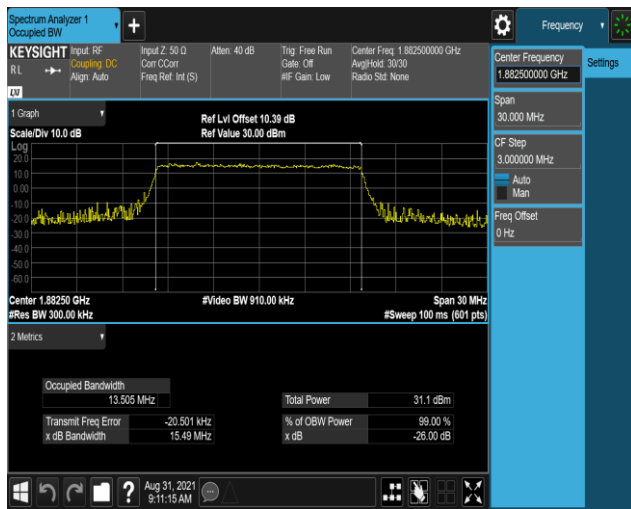 Spectrum Analyzer 1
Occupied BW
Frequency
KEYSIGHT
Input: RF
Coupling: DC
Align: Auto
Input Z: 50 Ω
Corr CCorr
Freq Ref: Int (S)
Atten: 40 dB
Trig: Free Run
Gate: Off
#IF Gain: Low
Center Freq: 1.882500000 GHz
Avg|Hold: 30/30
Radio Std: None
RL
LXI
Center Frequency
1.882500000 GHz
Settings
Span
30.000 MHz
CF Step
3.000000 MHz
Auto
Man
Freq Offset
0 Hz
1 Graph
Scale/Div 10.0 dB
Ref Lvl Offset 10.39 dB
Ref Value 30.00 dBm
Log
20.0
10.0
0.00
-10.0
-20.0
-30.0
-40.0
-50.0
-60.0
Center 1.88250 GHz
#Video BW 910.00 kHz
Span 30 MHz
#Res BW 300.00 kHz
#Sweep 100 ms (601 pts)
2 Metrics
Occupied Bandwidth
13.505 MHz
Total Power 31.1 dBm
Transmit Freq Error -20.501 kHz
% of OBW Power 99.00 %
x dB Bandwidth 15.49 MHz
x dB -26.00 dB
?
Aug 31, 2021
9:11:15 AM